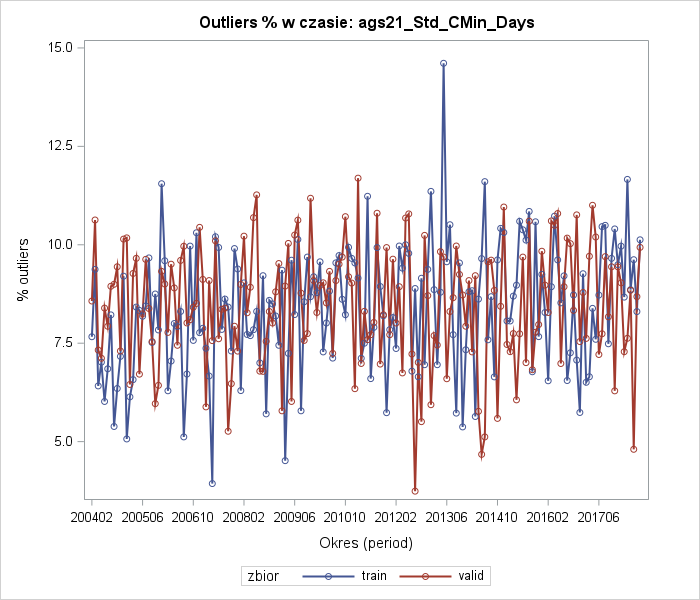 Outliers % w czasie: ags21_Std_CMin_Days
% outliers
15.0
12.5
10.0
7.5
5.0
200402 200506 200610 200802 200906 201010 201202 201306 201410 201602 201706
Okres (period)
zbior train valid